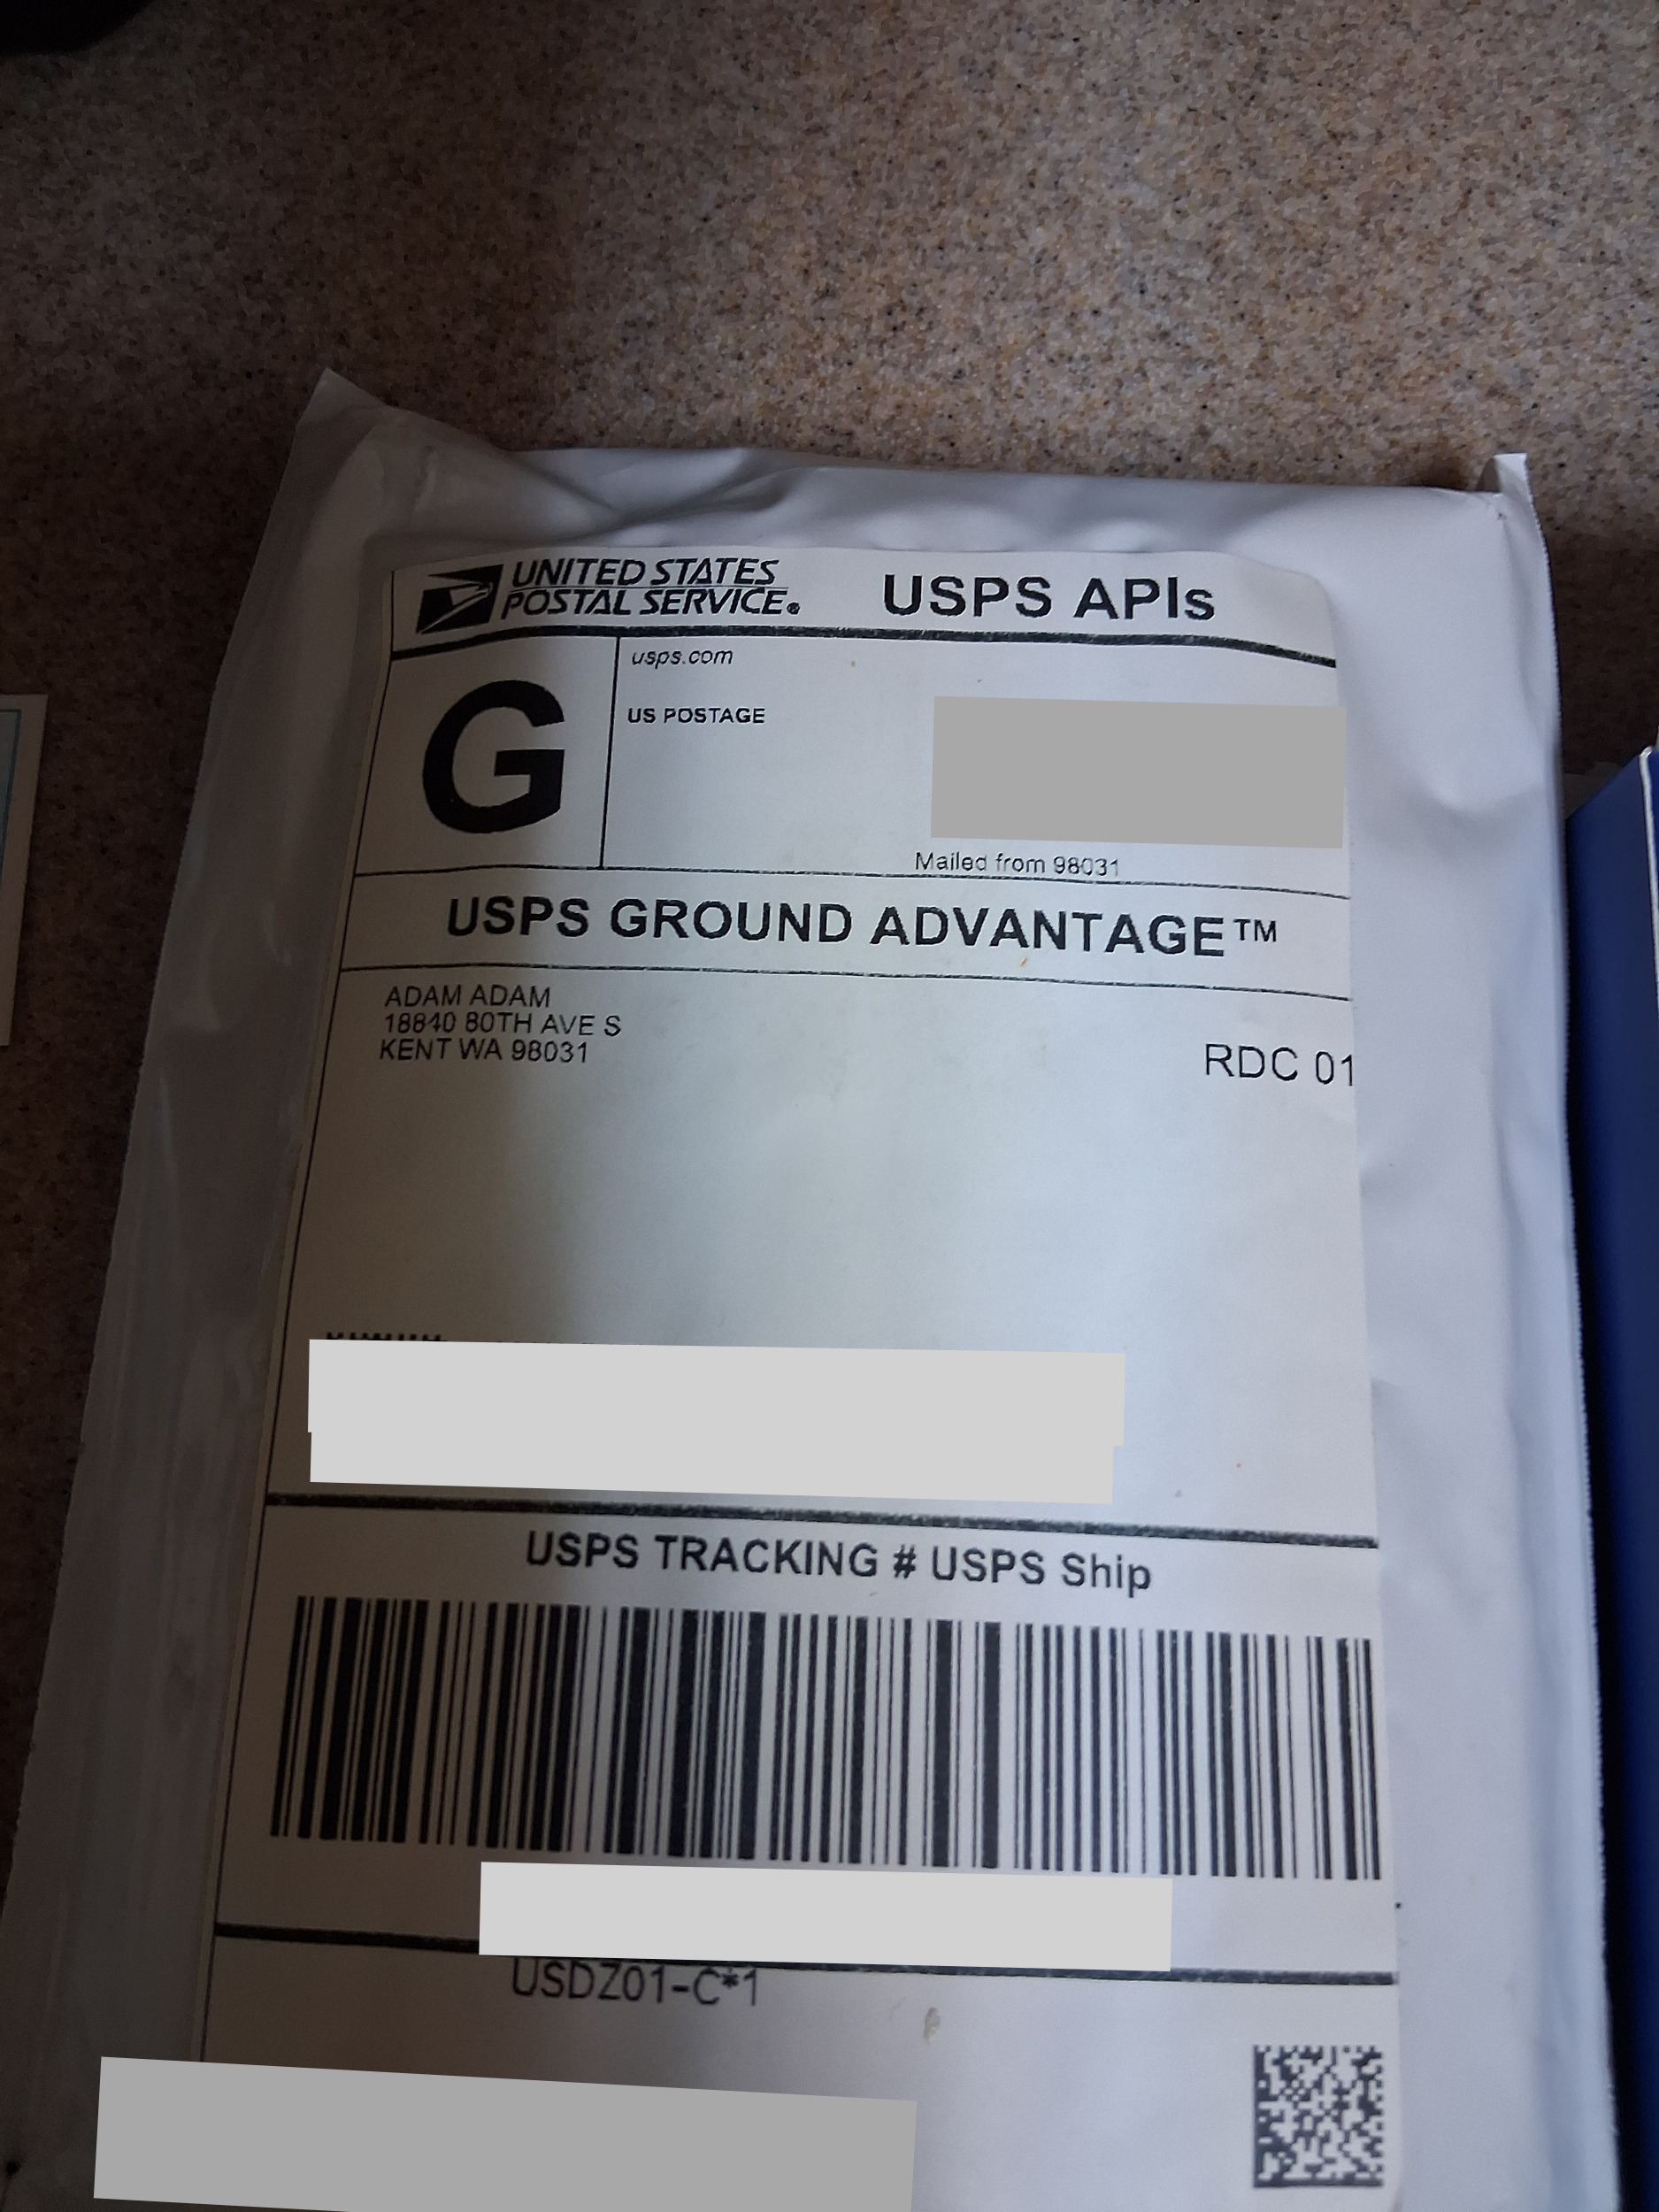 UNITED STATES
POSTAL SERVICE®
USPS APIs
G
usps.com
US POSTAGE
Mailed from 98031
USPS GROUND ADVANTAGE™
ADAM ADAM
18840 80TH AVE S
KENT WA 98031
RDC 01
USPS TRACKING # USPS Ship
USDZ01-C*1